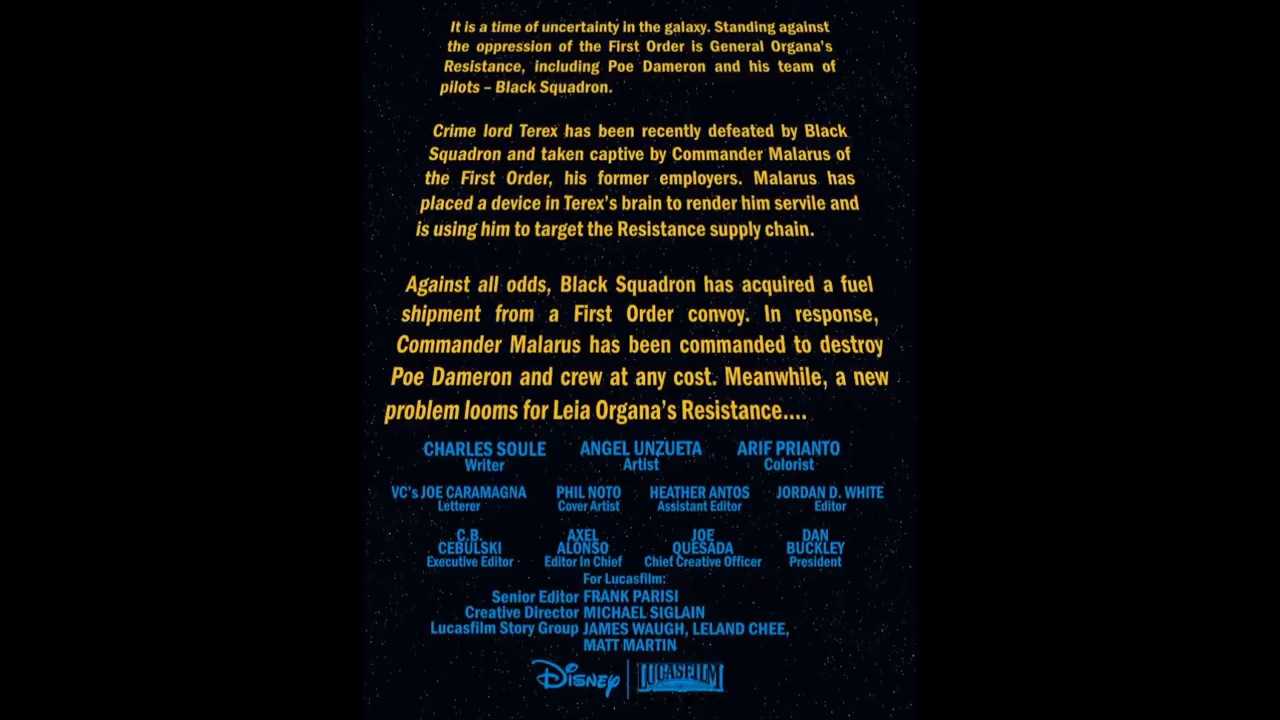 It is a time of uncertainty in the galaxy. Standing against
the oppression of the First Order is General Organa's
Resistance, including Poe Dameron and his team of
pilots – Black Squadron.
Crime lord Terex has been recently defeated by Black
Squadron and taken captive by Commander Malarus of
the First Order, his former employers. Malarus has
placed a device in Terex's brain to render him servile and
is using him to target the Resistance supply chain.
Against all odds, Black Squadron has acquired a fuel
shipment from a First Order convoy. In response,
Commander Malarus has been commanded to destroy
Poe Dameron and crew at any cost. Meanwhile, a new
problem looms for Leia Organa's Resistance....
CHARLES SOULE ANGEL UNZUETA ARIF PRIANTO
Writer Artist Colorist
VC's JOE CARAMAGNA PHIL NOTO HEATHER ANTOS JORDAN D. WHITE
Letterer Cover Artist Assistant Editor Editor
C.B. AXEL JOE DAN
CEBULSKI ALONSO QUESADA BUCKLEY
Executive Editor Editor In Chief Chief Creative Officer President
For Lucasfilm:
Senior Editor FRANK PARISI
Creative Director MICHAEL SIGLAIN
Lucasfilm Story Group JAMES WAUGH, LELAND CHEE,
MATT MARTIN
Disney LUCASFILM